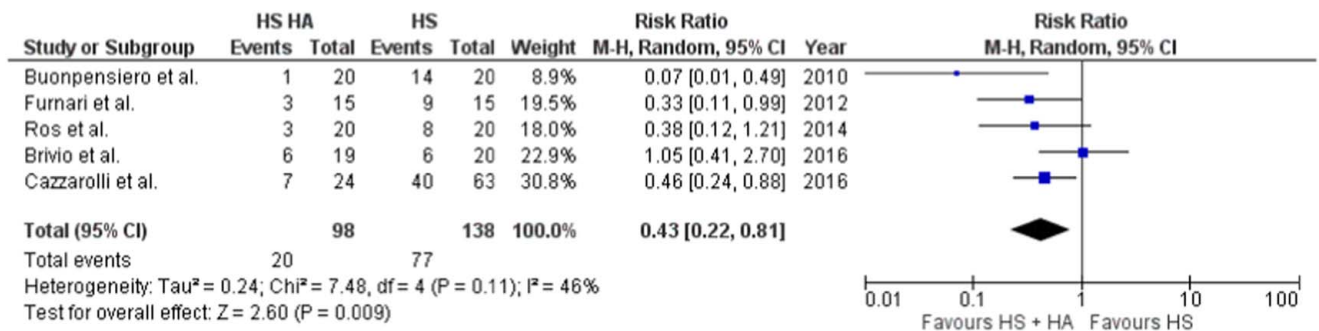 HS HA HS Risk Ratio Risk Ratio
Study or Subgroup Events Total Events Total Weight M-H, Random, 95% CI Year M-H, Random, 95% CI
Buonpensiero et al. 1 20 14 20 8.9% 0.07 [0.01, 0.49] 2010
Furnari et al. 3 15 9 15 19.5% 0.33 [0.11, 0.99] 2012
Ros et al. 3 20 8 20 18.0% 0.38 [0.12, 1.21] 2014
Brivio et al. 6 19 6 20 22.9% 1.05 [0.41, 2.70] 2016
Cazzarolli et al. 7 24 40 63 30.8% 0.46 [0.24, 0.88] 2016
Total (95% CI) 98 138 100.0% 0.43 [0.22, 0.81]
Total events 20 77
Heterogeneity: Tau² = 0.24; Chi² = 7.48, df = 4 (P = 0.11); I² = 46%
Test for overall effect: Z = 2.60 (P = 0.009)
0.01 0.1 1 10 100
Favours HS + HA Favours HS